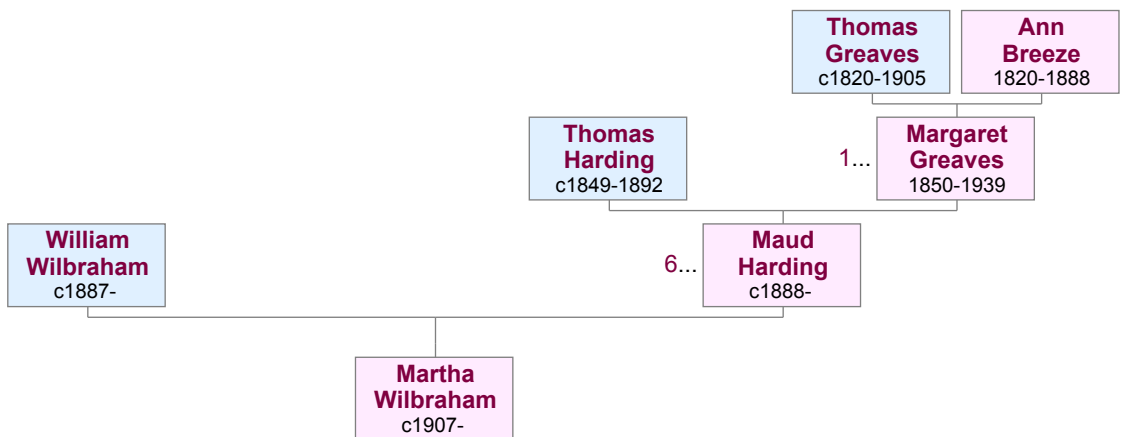 Thomas
Greaves
c1820-1905
Ann
Breeze
1820-1888
Thomas
Harding
c1849-1892
1...
Margaret
Greaves
1850-1939
William
Wilbraham
c1887-
6...
Maud
Harding
c1888-
Martha
Wilbraham
c1907-